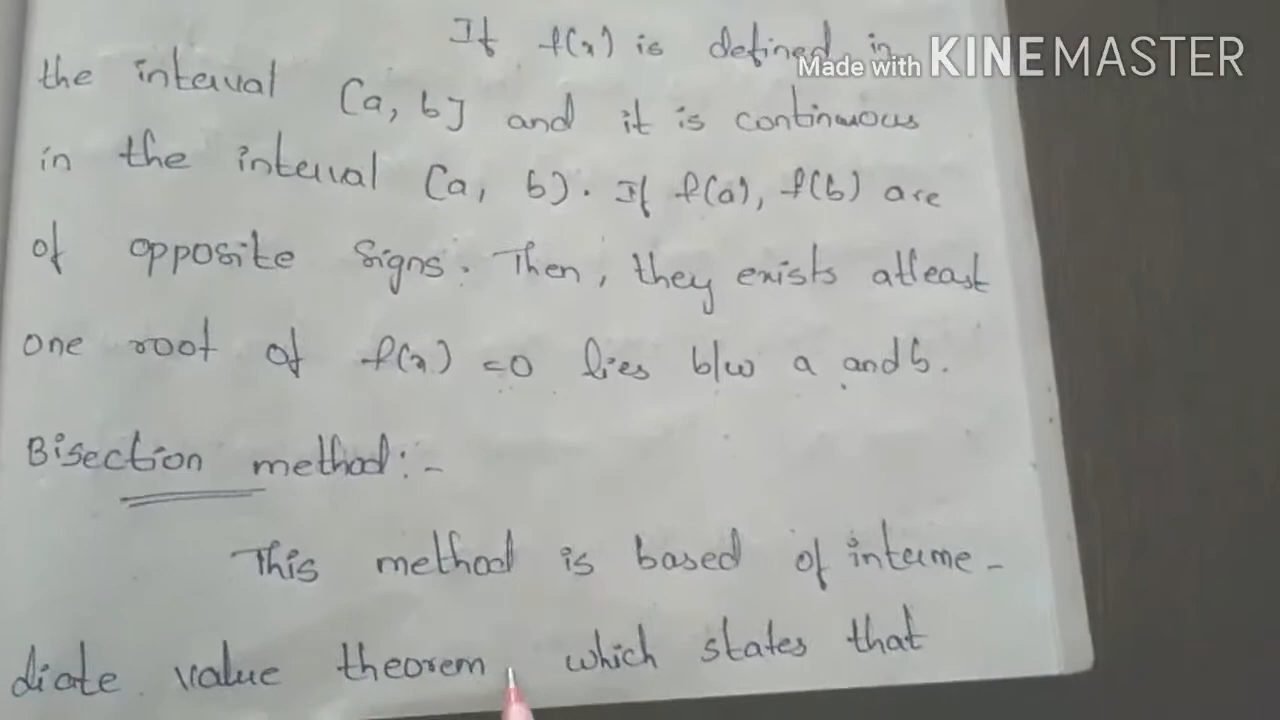 If f(x) is defined in
Made with KINEMASTER
the interval [a, b] and it is continuous
in the interval (a, b). If f(a), f(b) are
of opposite signs. Then, they exists atleast
one root of f(x) =0 lies b/w a and b.
Bisection method:-
This method is based of interme-
diate value theorem, which states that